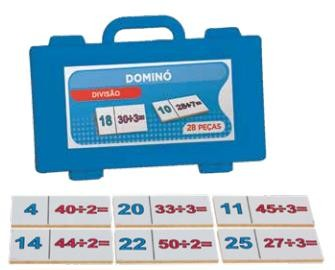 DOMINÓ
DIVISÃO
18 30÷3=
10 28÷7=
28 PEÇAS
4 40÷2= 20 33÷3= 11 45÷3=
14 44÷2= 22 50÷2= 25 27÷3=